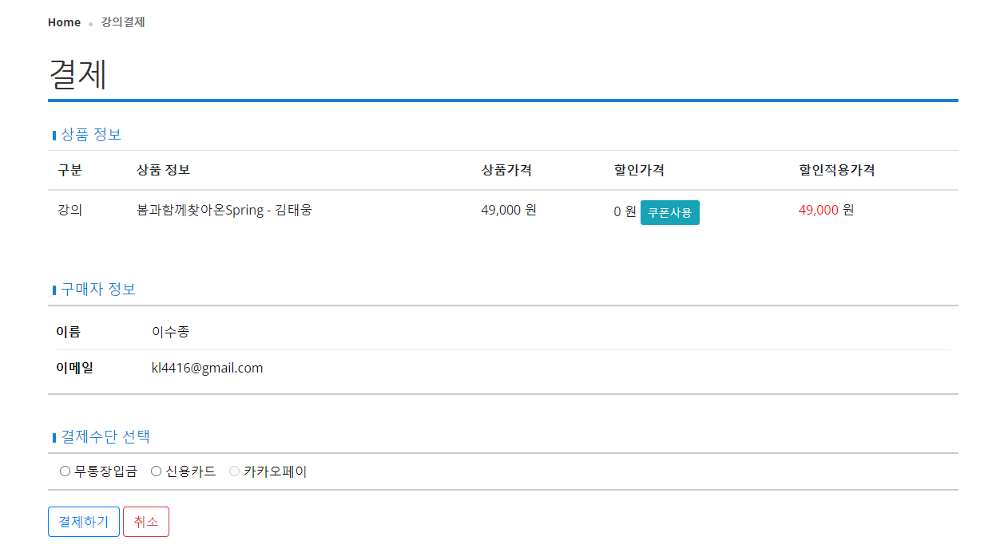 Home 강의결제
결제
상품 정보
구분 상품 정보 상품가격 할인가격 할인적용가격
강의 봄과함께찾아온Spring - 김태웅 49,000 원 0 원 쿠폰사용 49,000 원
구매자 정보
이름 이수종
이메일 kl4416@gmail.com
결제수단 선택
무통장입금 신용카드 카카오페이
결제하기 취소